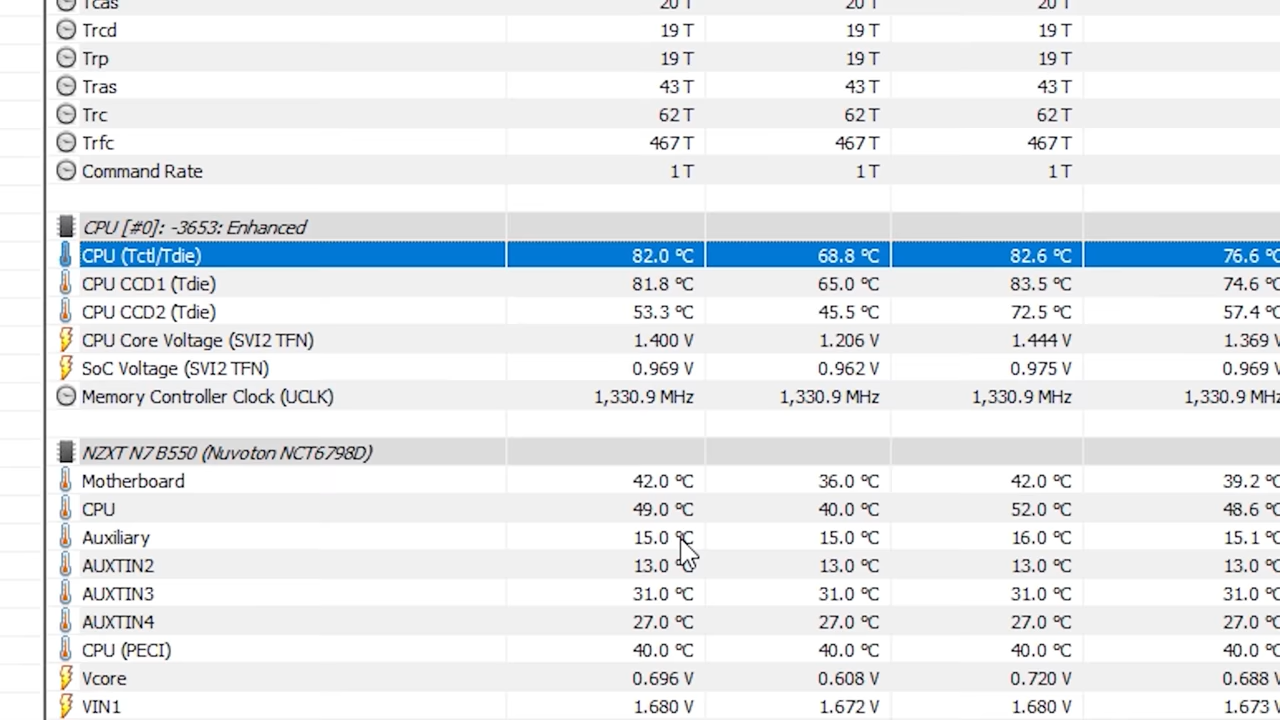 Tcas 20 T 20 T 20 T
Trcd 19 T 19 T 19 T
Trp 19 T 19 T 19 T
Tras 43 T 43 T 43 T
Trc 62 T 62 T 62 T
Trfc 467 T 467 T 467 T
Command Rate 1 T 1 T 1 T
CPU [#0]: -3653: Enhanced
CPU (Tctl/Tdie) 82.0 °C 68.8 °C 82.6 °C 76.6 °C
CPU CCD1 (Tdie) 81.8 °C 65.0 °C 83.5 °C 74.6 °C
CPU CCD2 (Tdie) 53.3 °C 45.5 °C 72.5 °C 57.4 °C
CPU Core Voltage (SVI2 TFN) 1.400 V 1.206 V 1.444 V 1.369 V
SoC Voltage (SVI2 TFN) 0.969 V 0.962 V 0.975 V 0.969 V
Memory Controller Clock (UCLK) 1,330.9 MHz 1,330.9 MHz 1,330.9 MHz 1,330.9 MHz
NZXT N7 B550 (Nuvoton NCT6798D)
Motherboard 42.0 °C 36.0 °C 42.0 °C 39.2 °C
CPU 49.0 °C 40.0 °C 52.0 °C 48.6 °C
Auxiliary 15.0 °C 15.0 °C 16.0 °C 15.1 °C
AUXTIN2 13.0 °C 13.0 °C 13.0 °C 13.0 °C
AUXTIN3 31.0 °C 31.0 °C 31.0 °C 31.0 °C
AUXTIN4 27.0 °C 27.0 °C 27.0 °C 27.0 °C
CPU (PECI) 40.0 °C 40.0 °C 40.0 °C 40.0 °C
Vcore 0.696 V 0.608 V 0.720 V 0.688 V
VIN1 1.680 V 1.672 V 1.680 V 1.673 V